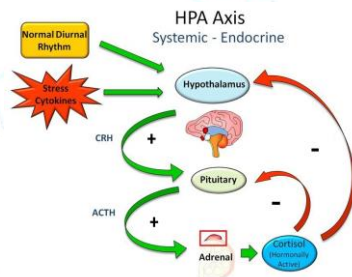 HPA Axis
Systemic - Endocrine
Normal Diurnal
Rhythm
Stress
Cytokines
Hypothalamus
CRH
+
-
Pituitary
ACTH
+
-
Adrenal
Cortisol
(Hormonally
Active)